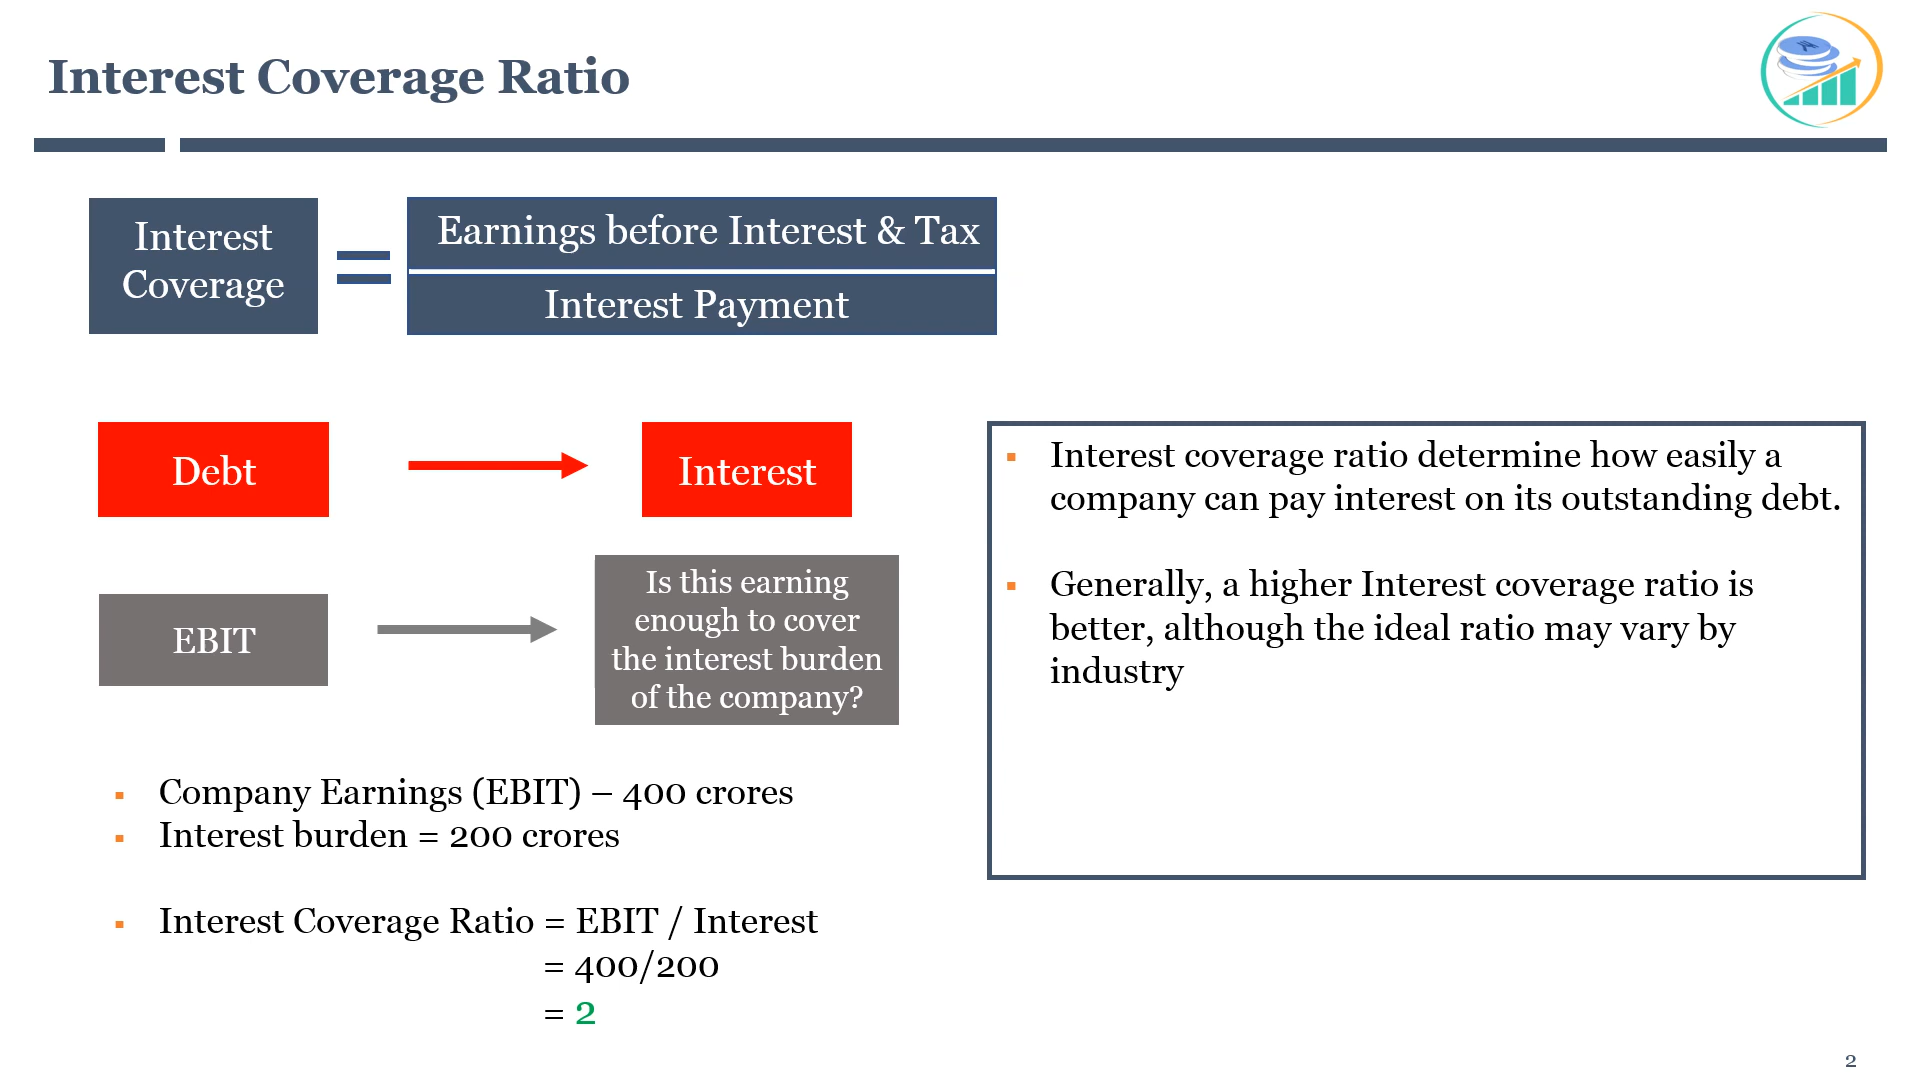 Interest Coverage Ratio
Interest
Coverage
=
Earnings before Interest & Tax
Interest Payment
Debt
Interest
EBIT
Is this earning
enough to cover
the interest burden
of the company?
▪ Interest coverage ratio determine how easily a
company can pay interest on its outstanding debt.
▪ Generally, a higher Interest coverage ratio is
better, although the ideal ratio may vary by
industry
▪ Company Earnings (EBIT) – 400 crores
▪ Interest burden = 200 crores
▪ Interest Coverage Ratio = EBIT / Interest
= 400/200
= 2
2